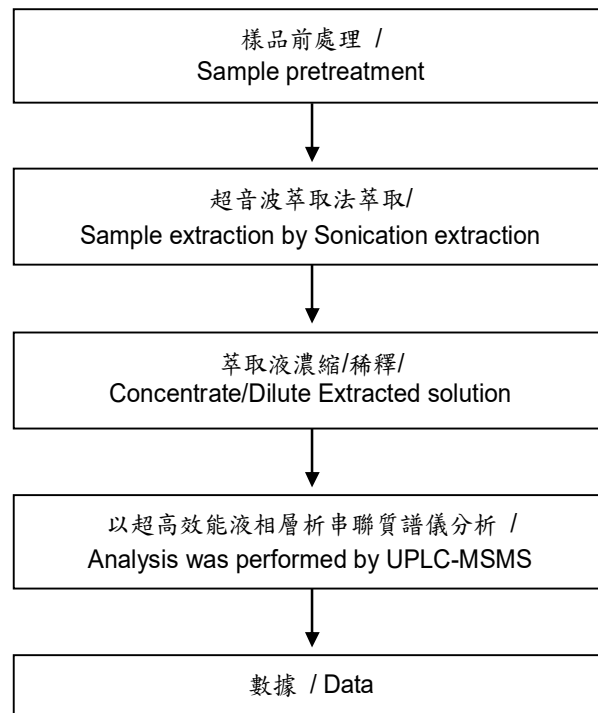 樣品前處理 /
Sample pretreatment
超音波萃取法萃取/
Sample extraction by Sonication extraction
萃取液濃縮/稀釋/
Concentrate/Dilute Extracted solution
以超高效能液相層析串聯質譜儀分析 /
Analysis was performed by UPLC-MSMS
數據 / Data